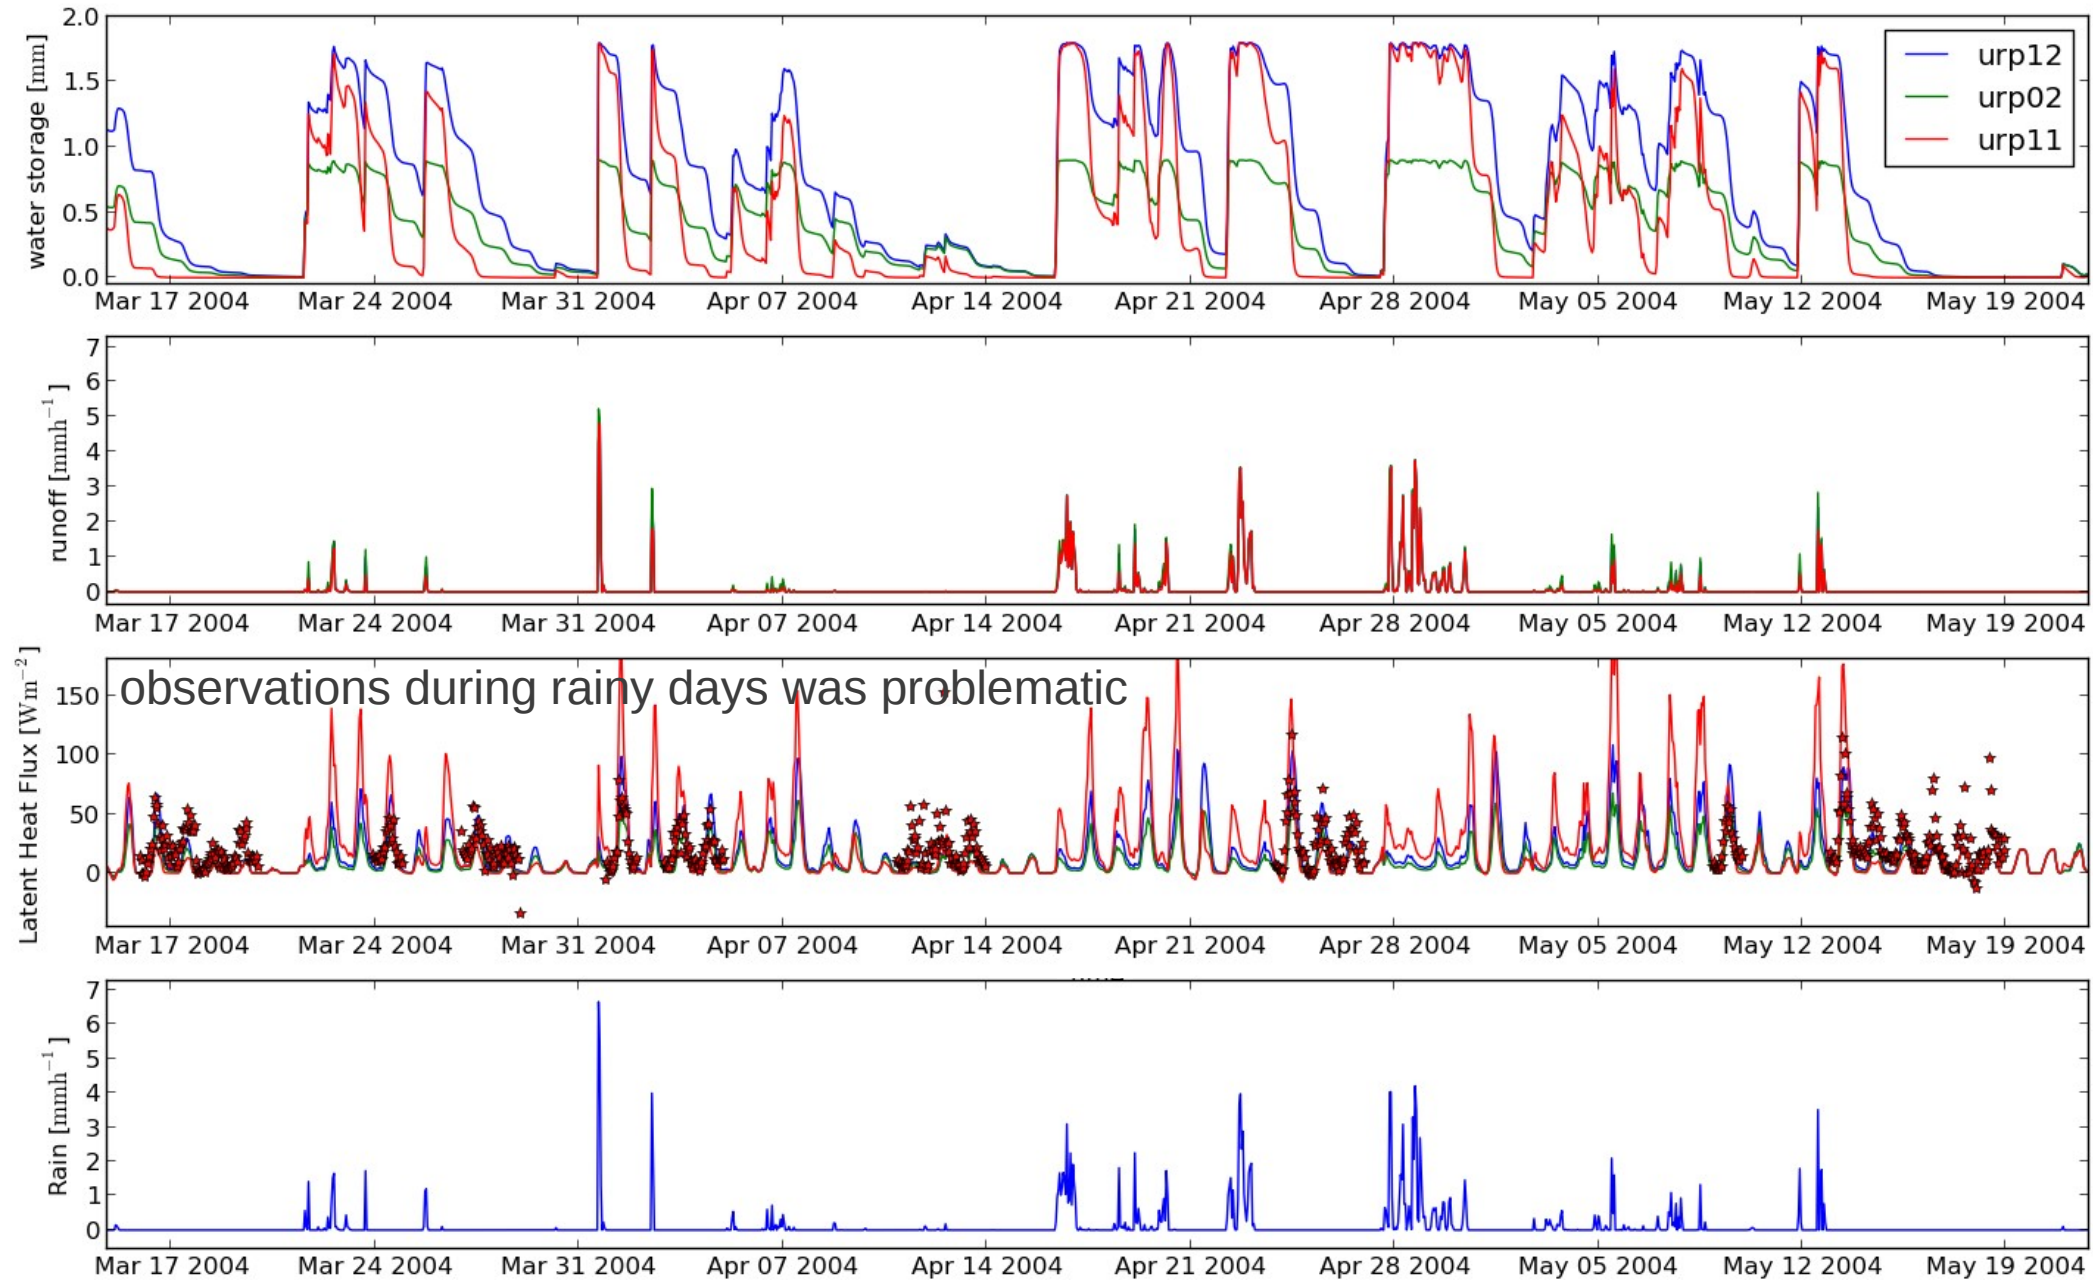 2.0
1.5
1.0
0.5
0.0
water storage [mm]
urp12
urp02
urp11
Mar 17 2004 Mar 24 2004 Mar 31 2004 Apr 07 2004 Apr 14 2004 Apr 21 2004 Apr 28 2004 May 05 2004 May 12 2004 May 19 2004
7
6
5
4
3
2
1
0
runoff [mmh⁻¹]
Mar 17 2004 Mar 24 2004 Mar 31 2004 Apr 07 2004 Apr 14 2004 Apr 21 2004 Apr 28 2004 May 05 2004 May 12 2004 May 19 2004
observations during rainy days was problematic
150
100
50
0
Latent Heat Flux [Wm⁻²]
Mar 17 2004 Mar 24 2004 Mar 31 2004 Apr 07 2004 Apr 14 2004 Apr 21 2004 Apr 28 2004 May 05 2004 May 12 2004 May 19 2004
7
6
5
4
3
2
1
0
Rain [mmh⁻¹]
Mar 17 2004 Mar 24 2004 Mar 31 2004 Apr 07 2004 Apr 14 2004 Apr 21 2004 Apr 28 2004 May 05 2004 May 12 2004 May 19 2004